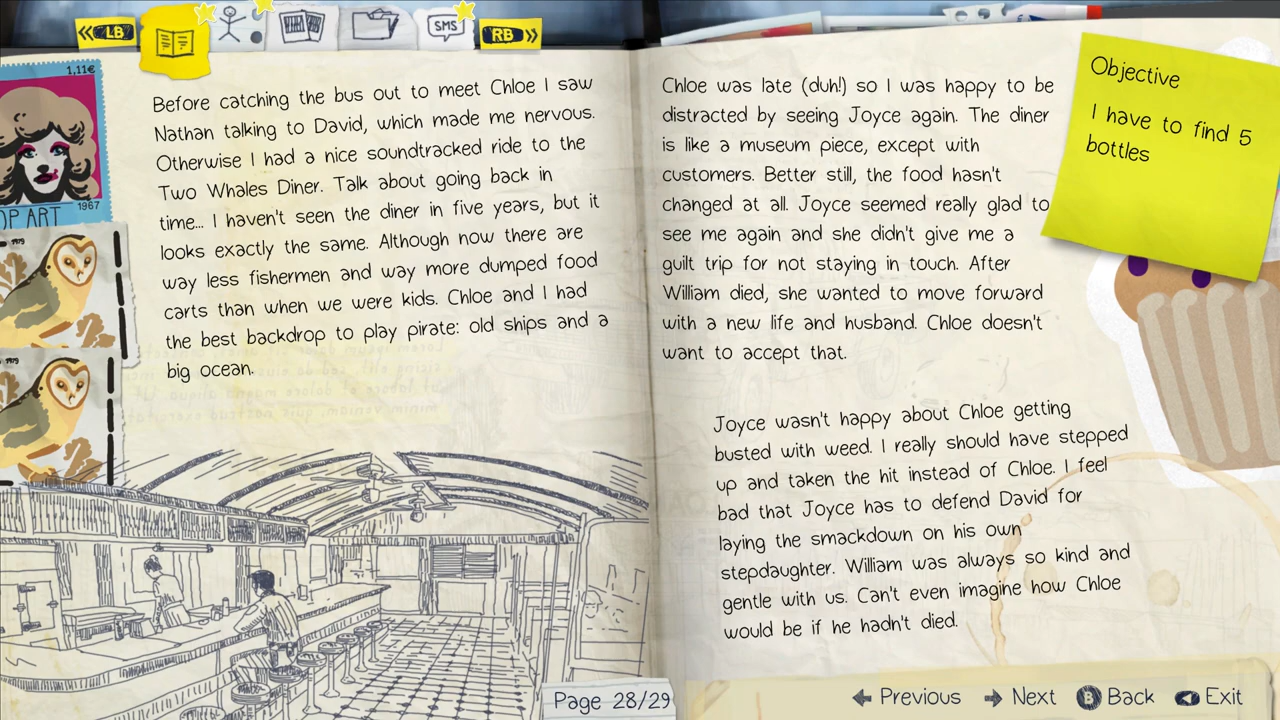 LB
SMS
RB
1,11€
POP ART
1967
1979
1979
Before catching the bus out to meet Chloe I saw
Nathan talking to David, which made me nervous.
Otherwise I had a nice soundtracked ride to the
Two Whales Diner. Talk about going back in
time... I haven't seen the diner in five years, but it
looks exactly the same. Although now there are
way less fishermen and way more dumped food
carts than when we were kids. Chloe and I had
the best backdrop to play pirate: old ships and a
big ocean.
Chloe was late (duh!) so I was happy to be
distracted by seeing Joyce again. The diner
is like a museum piece, except with
customers. Better still, the food hasn't
changed at all. Joyce seemed really glad to
see me again and she didn't give me a
guilt trip for not staying in touch. After
William died, she wanted to move forward
with a new life and husband. Chloe doesn't
want to accept that.
Joyce wasn't happy about Chloe getting
busted with weed. I really should have stepped
up and taken the hit instead of Chloe. I feel
bad that Joyce has to defend David for
laying the smackdown on his own
stepdaughter. William was always so kind and
gentle with us. Can't even imagine how Chloe
would be if he hadn't died.
Objective
I have to find 5
bottles
Page 28/29
Previous
Next
B Back
Exit